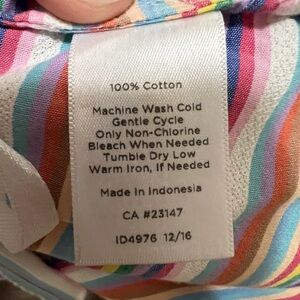 100% Cotton
Machine Wash Cold
Gentle Cycle
Only Non-Chlorine
Bleach When Needed
Tumble Dry Low
Warm Iron, If Needed
Made In Indonesia
CA #23147
ID4976 12/16